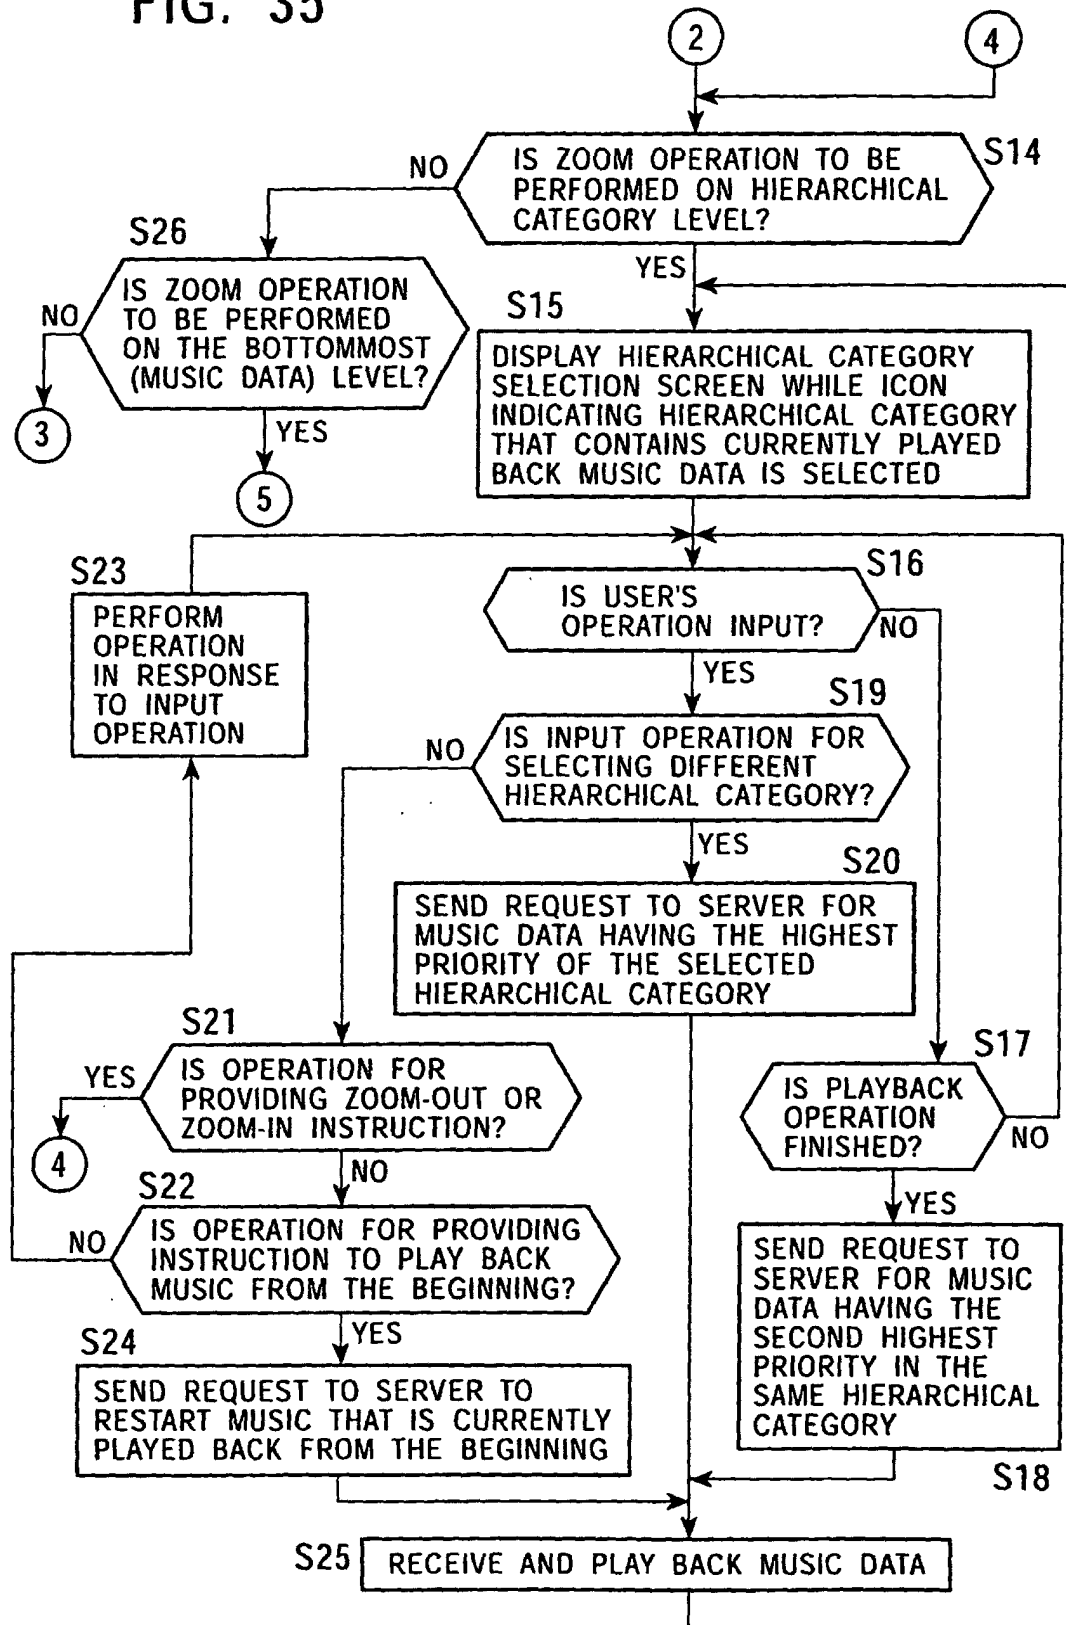 FIG. 35
2
4
S14
IS ZOOM OPERATION TO BE
PERFORMED ON HIERARCHICAL
CATEGORY LEVEL?
NO
YES
S26
IS ZOOM OPERATION
TO BE PERFORMED
ON THE BOTTOMMOST
(MUSIC DATA) LEVEL?
NO
3
YES
5
S15
DISPLAY HIERARCHICAL CATEGORY
SELECTION SCREEN WHILE ICON
INDICATING HIERARCHICAL CATEGORY
THAT CONTAINS CURRENTLY PLAYED
BACK MUSIC DATA IS SELECTED
S23
PERFORM
OPERATION
IN RESPONSE
TO INPUT
OPERATION
S16
IS USER'S
OPERATION INPUT?
NO
YES
S19
IS INPUT OPERATION FOR
SELECTING DIFFERENT
HIERARCHICAL CATEGORY?
NO
YES
S20
SEND REQUEST TO SERVER FOR
MUSIC DATA HAVING THE HIGHEST
PRIORITY OF THE SELECTED
HIERARCHICAL CATEGORY
S21
IS OPERATION FOR
PROVIDING ZOOM-OUT OR
ZOOM-IN INSTRUCTION?
YES
4
NO
S17
IS PLAYBACK
OPERATION
FINISHED?
NO
YES
S22
IS OPERATION FOR PROVIDING
INSTRUCTION TO PLAY BACK
MUSIC FROM THE BEGINNING?
NO
YES
S24
SEND REQUEST TO SERVER TO
RESTART MUSIC THAT IS CURRENTLY
PLAYED BACK FROM THE BEGINNING
SEND REQUEST TO
SERVER FOR MUSIC
DATA HAVING THE
SECOND HIGHEST
PRIORITY IN THE
SAME HIERARCHICAL
CATEGORY
S18
S25
RECEIVE AND PLAY BACK MUSIC DATA